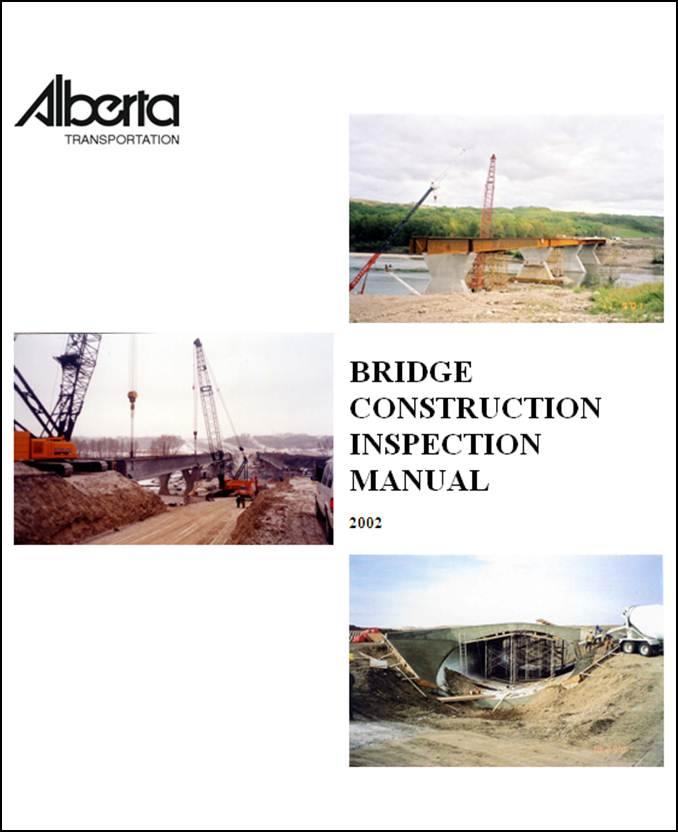 Alberta
TRANSPORTATION
BRIDGE
CONSTRUCTION
INSPECTION
MANUAL
2002